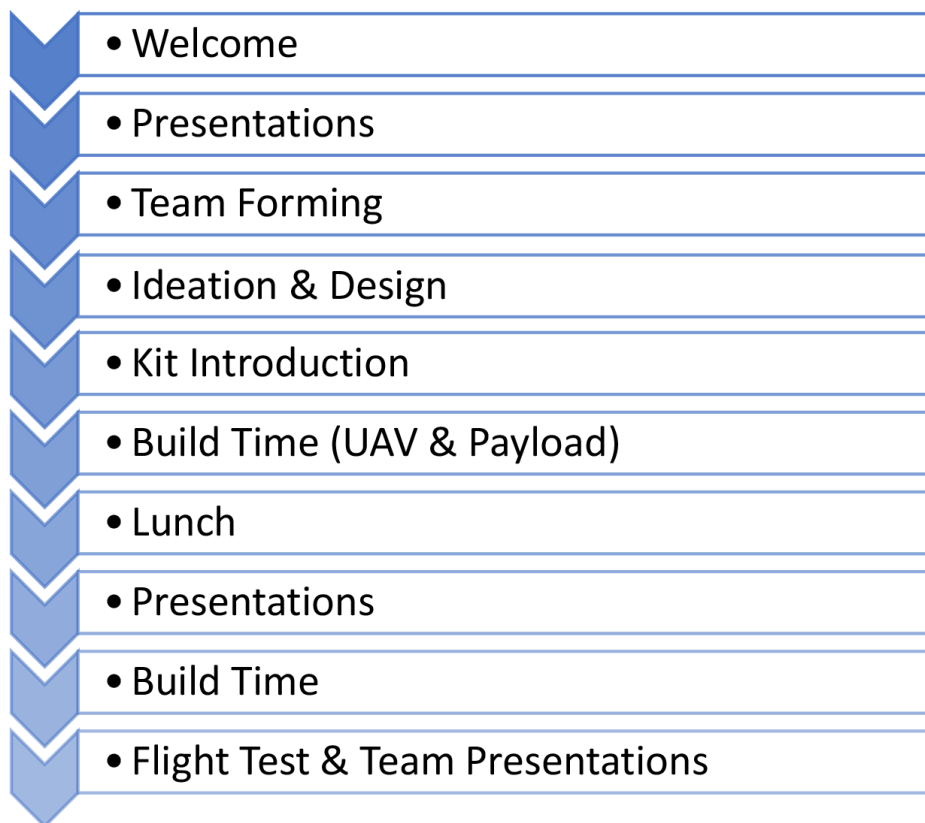 • Welcome
• Presentations
• Team Forming
• Ideation & Design
• Kit Introduction
• Build Time (UAV & Payload)
• Lunch
• Presentations
• Build Time
• Flight Test & Team Presentations